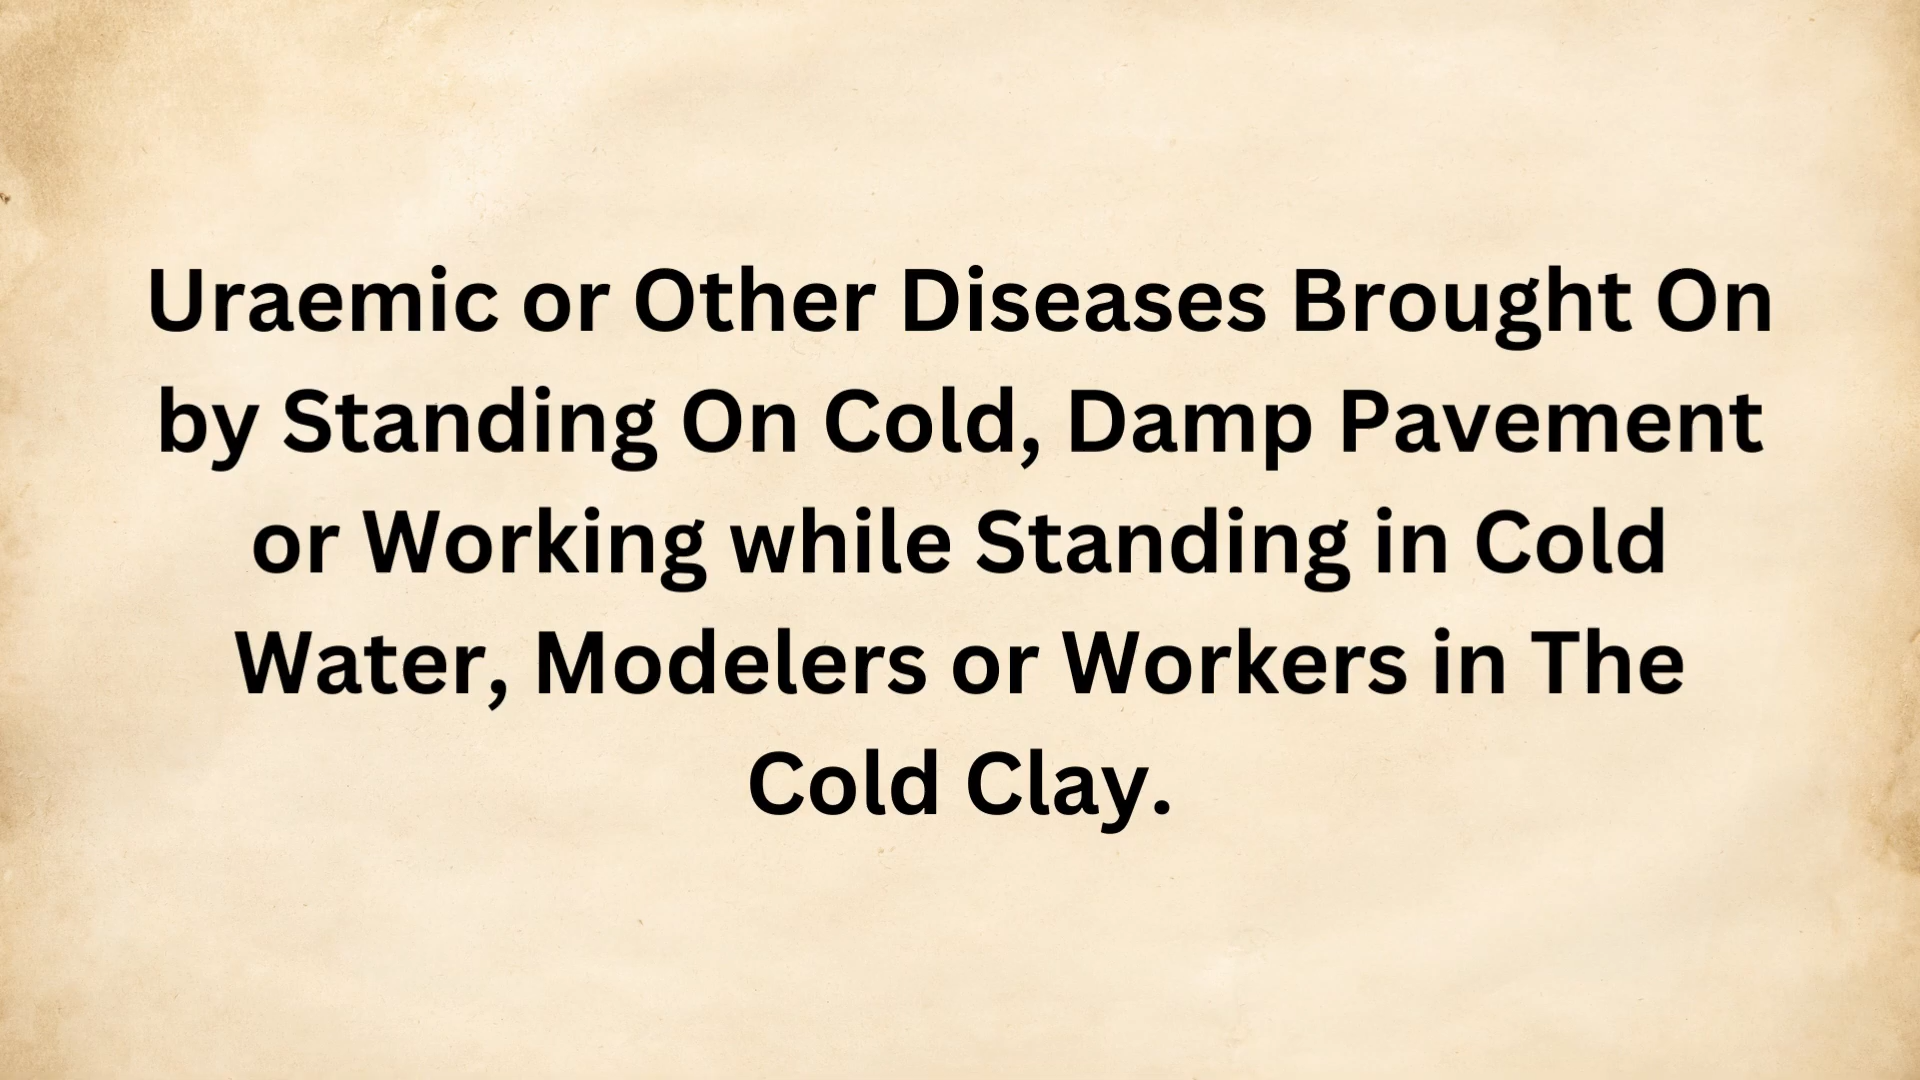 Uraemic or Other Diseases Brought On
by Standing On Cold, Damp Pavement
or Working while Standing in Cold
Water, Modelers or Workers in The
Cold Clay.